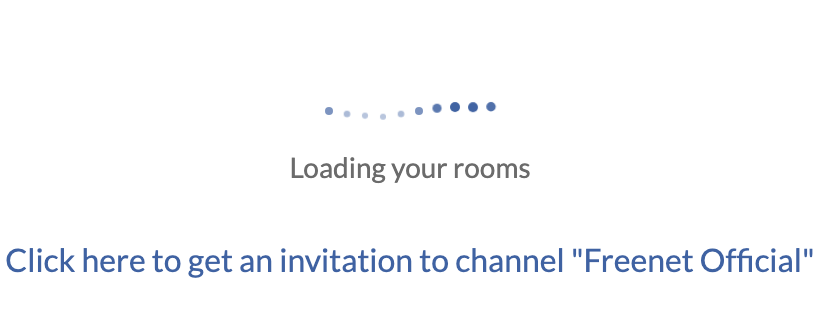 Loading your rooms
Click here to get an invitation to channel "Freenet Official"